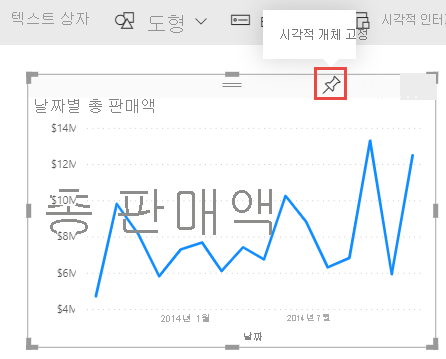 텍스트 상자
도형
시각적 인터
시각적 개체 고정
날짜별 총 판매액
$14M
$12M
$10M
총 판매액
$8M
$6M
$4M
2014년 1월
2014년 7월
날짜